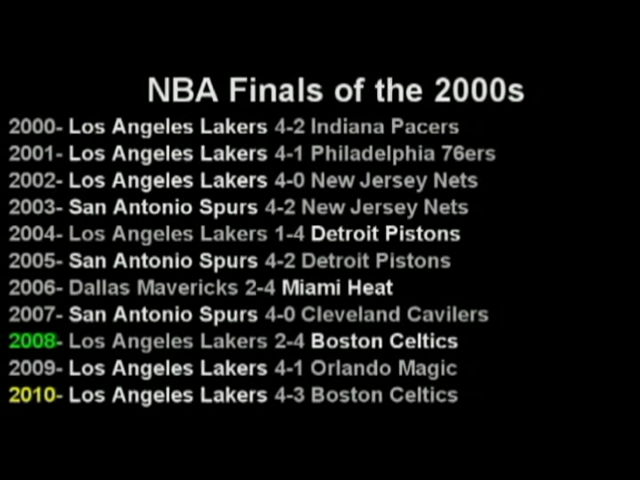 NBA Finals of the 2000s
2000- Los Angeles Lakers 4-2 Indiana Pacers
2001- Los Angeles Lakers 4-1 Philadelphia 76ers
2002- Los Angeles Lakers 4-0 New Jersey Nets
2003- San Antonio Spurs 4-2 New Jersey Nets
2004- Los Angeles Lakers 1-4 Detroit Pistons
2005- San Antonio Spurs 4-2 Detroit Pistons
2006- Dallas Mavericks 2-4 Miami Heat
2007- San Antonio Spurs 4-0 Cleveland Cavilers
2008- Los Angeles Lakers 2-4 Boston Celtics
2009- Los Angeles Lakers 4-1 Orlando Magic
2010- Los Angeles Lakers 4-3 Boston Celtics